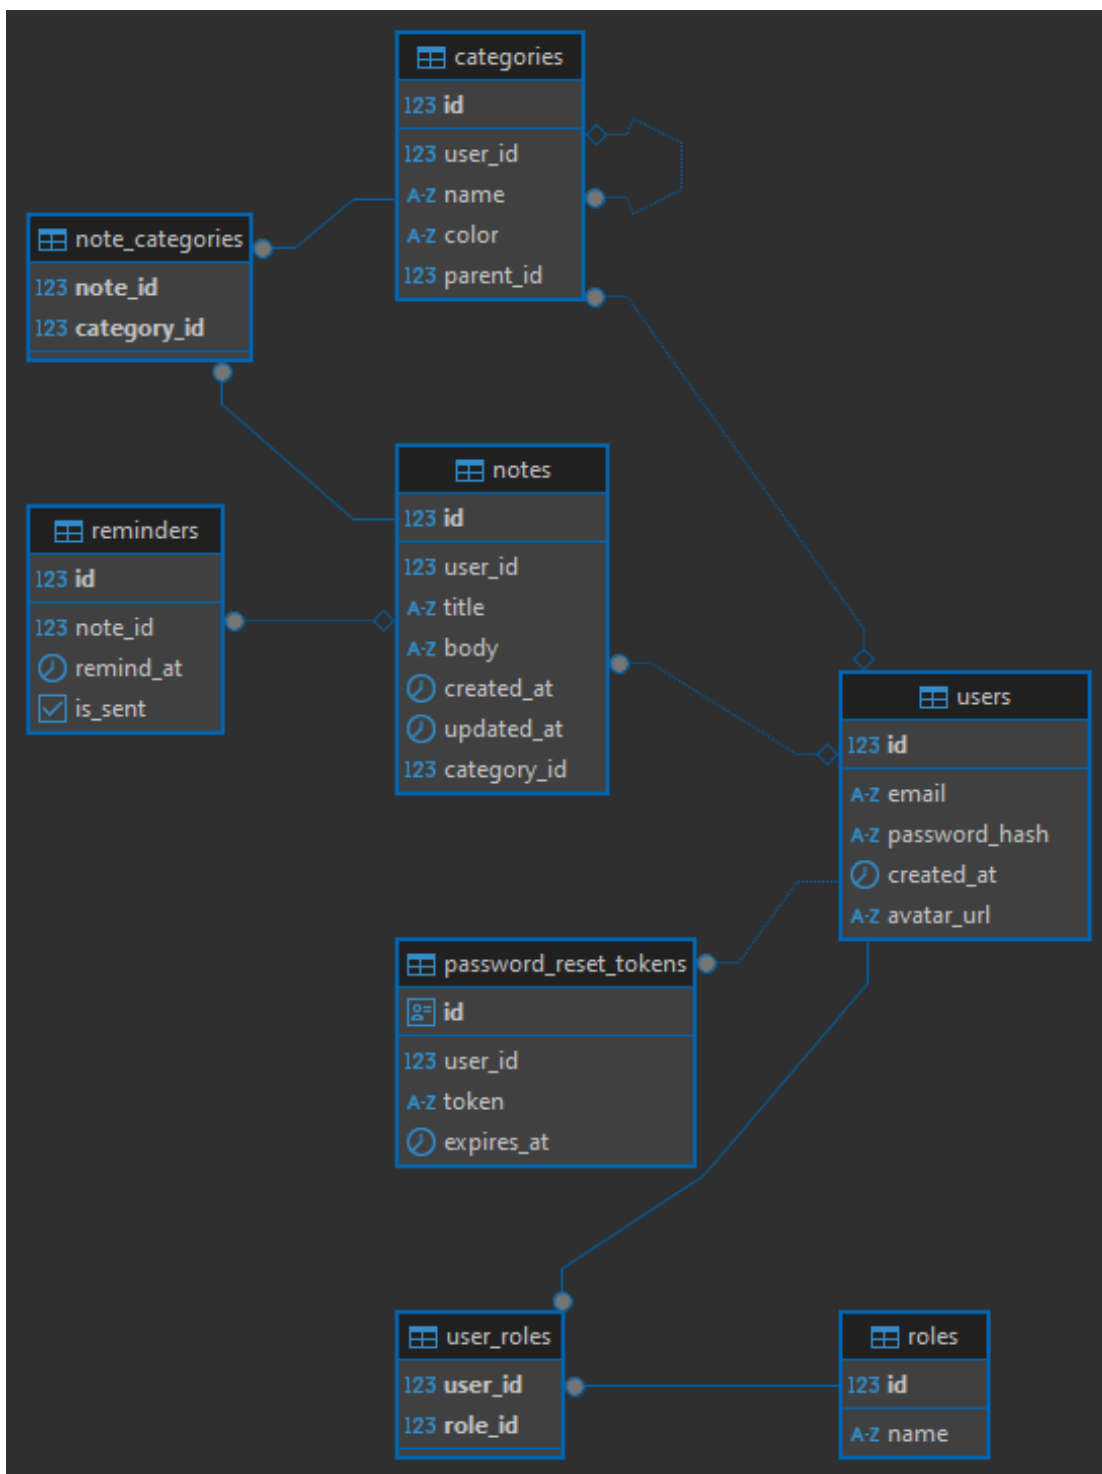 categories
123 id
123 user_id
A-Z name
A-Z color
123 parent_id
note_categories
123 note_id
123 category_id
notes
123 id
123 user_id
A-Z title
A-Z body
created_at
updated_at
123 category_id
reminders
123 id
123 note_id
remind_at
is_sent
users
123 id
A-Z email
A-Z password_hash
created_at
A-Z avatar_url
password_reset_tokens
id
123 user_id
A-Z token
expires_at
user_roles
123 user_id
123 role_id
roles
123 id
A-Z name